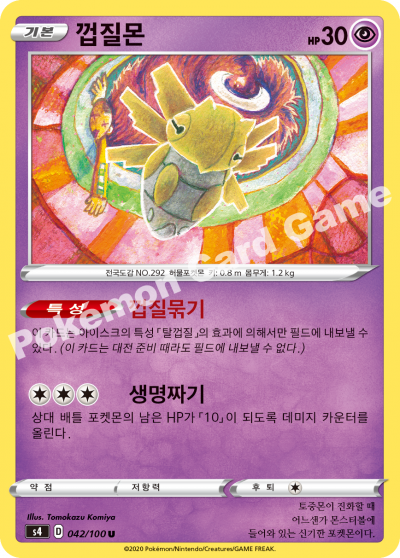 기본 껍질몬 HP 30
전국도감 NO.292 허물포켓몬 키: 0.8 m 몸무게: 1.2 kg
특성 껍질묶기
이 카드는 아이스크의 특성「탈껍질」의 효과에 의해서만 필드에 내보낼 수
있다. (이 카드는 대전 준비 때라도 필드에 내보낼 수 없다.)
생명짜기
상대 배틀 포켓몬의 남은 HP가「10」이 되도록 데미지 카운터를
올린다.
약점 저항력 후퇴
Illus. Tomokazu Komiya
s4 D 042/100 U
토중몬이 진화할 때
어느샌가 몬스터볼에
들어와 있는 신기한 포켓몬이다.
©2020 Pokémon/Nintendo/Creatures/GAME FREAK.
Pokémon Card Game